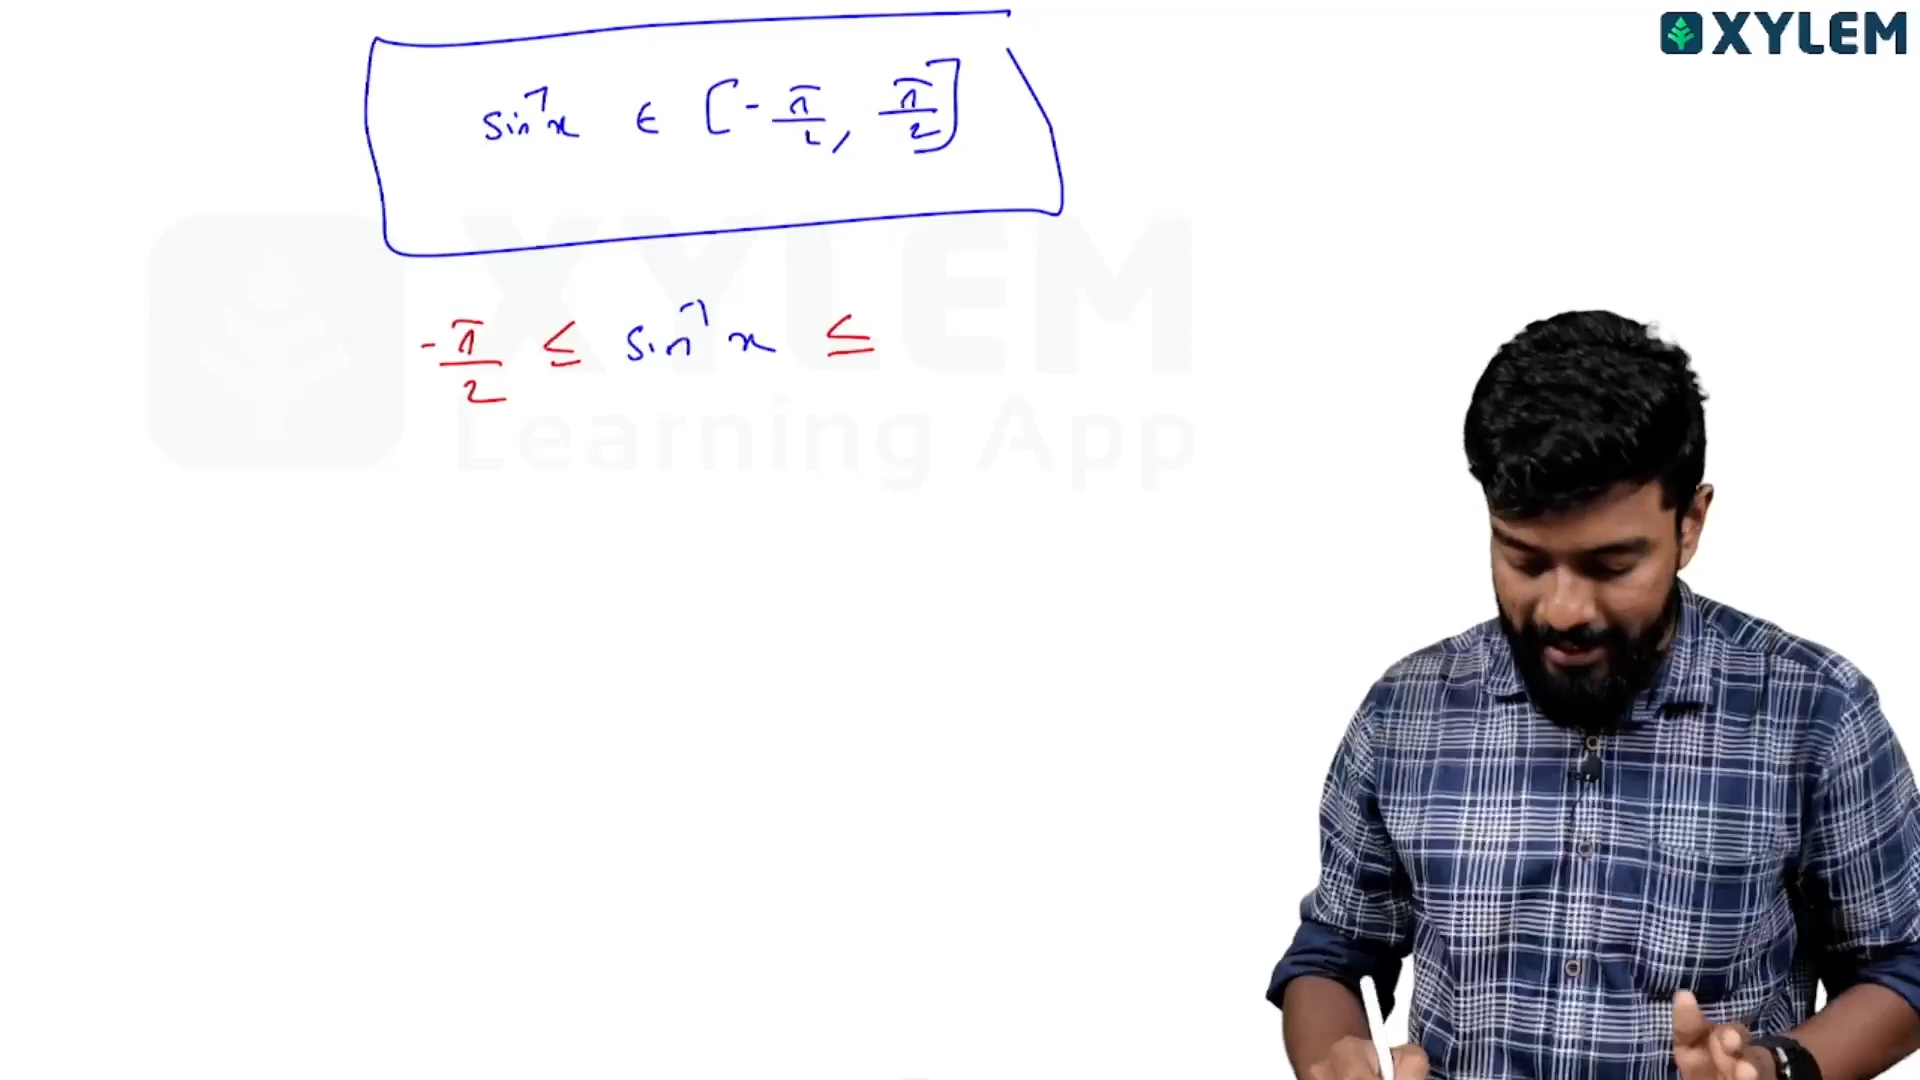 XYLEM
sin⁻¹x ∈ [-π/2, π/2]
XYLEM
-π/2 ≤ sin⁻¹x ≤
Learning App